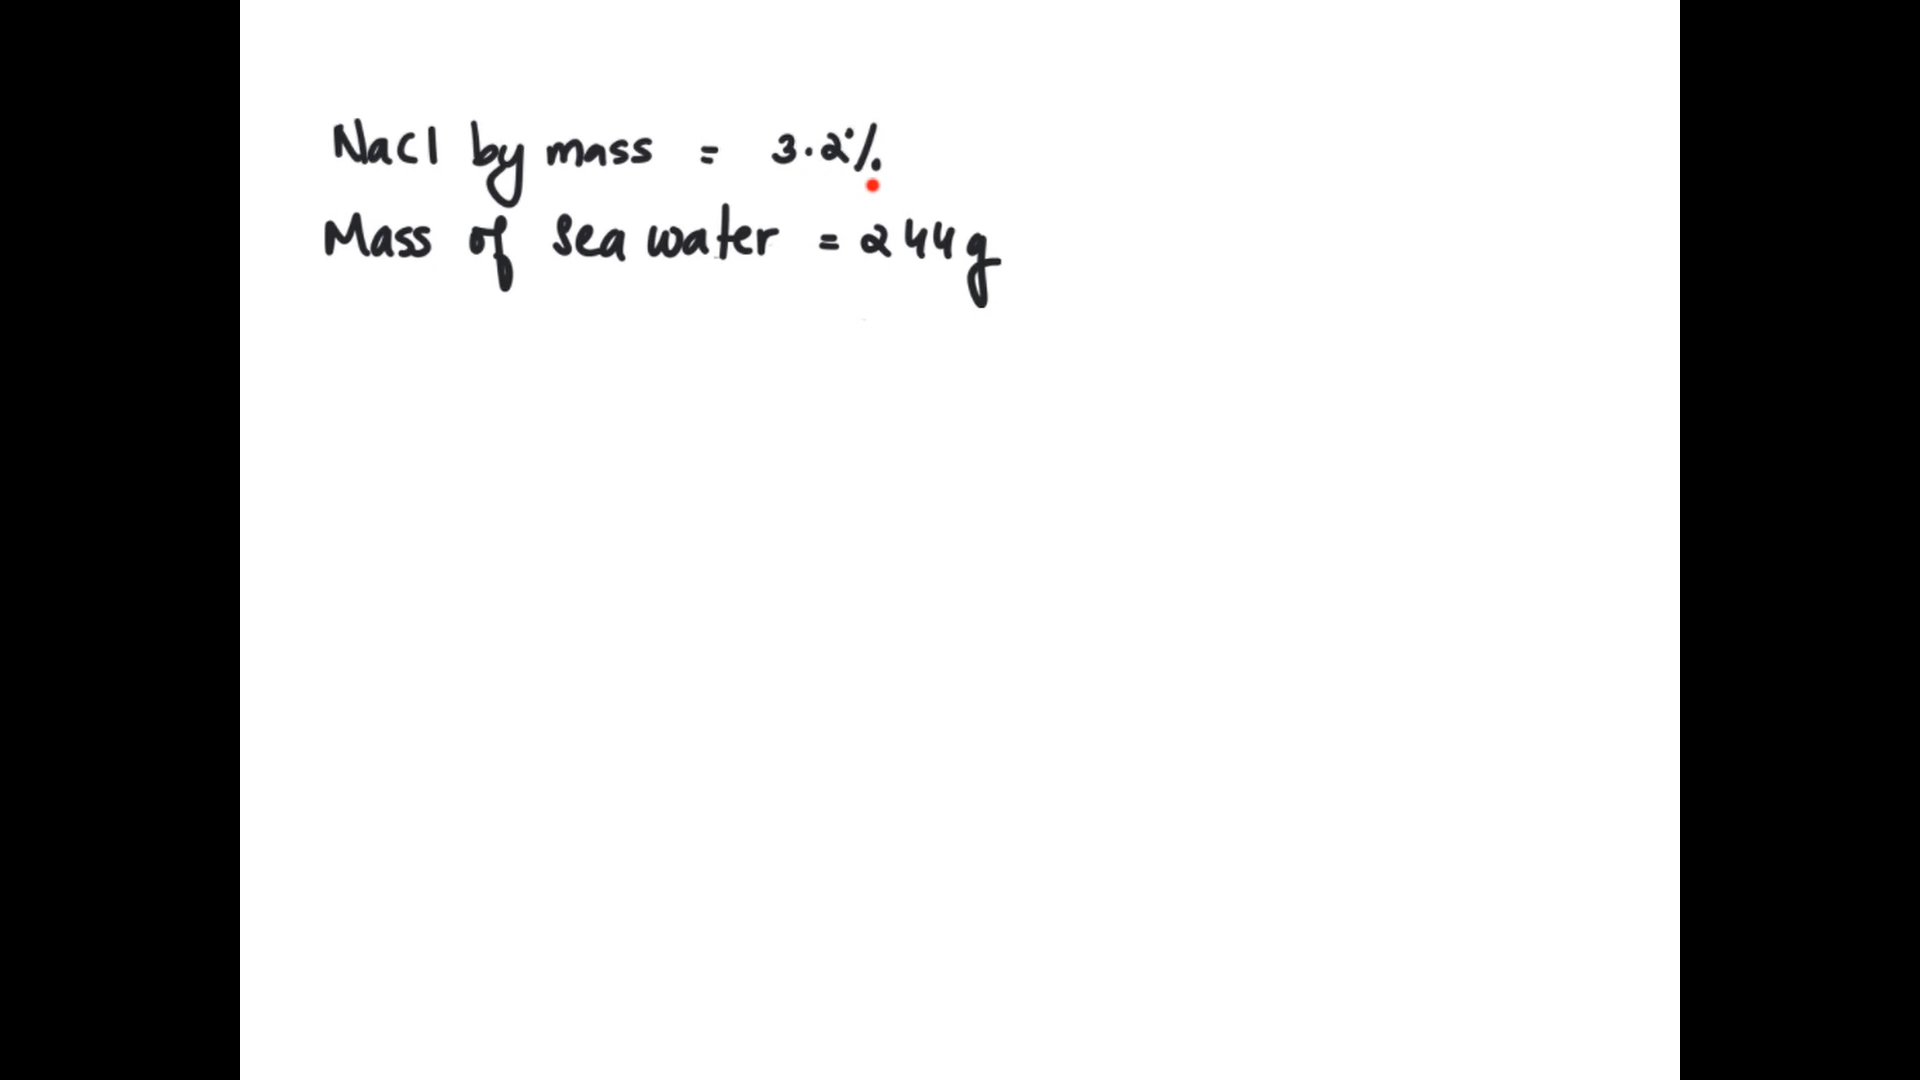 NaCl by mass = 3.2%
Mass of sea water = 244g